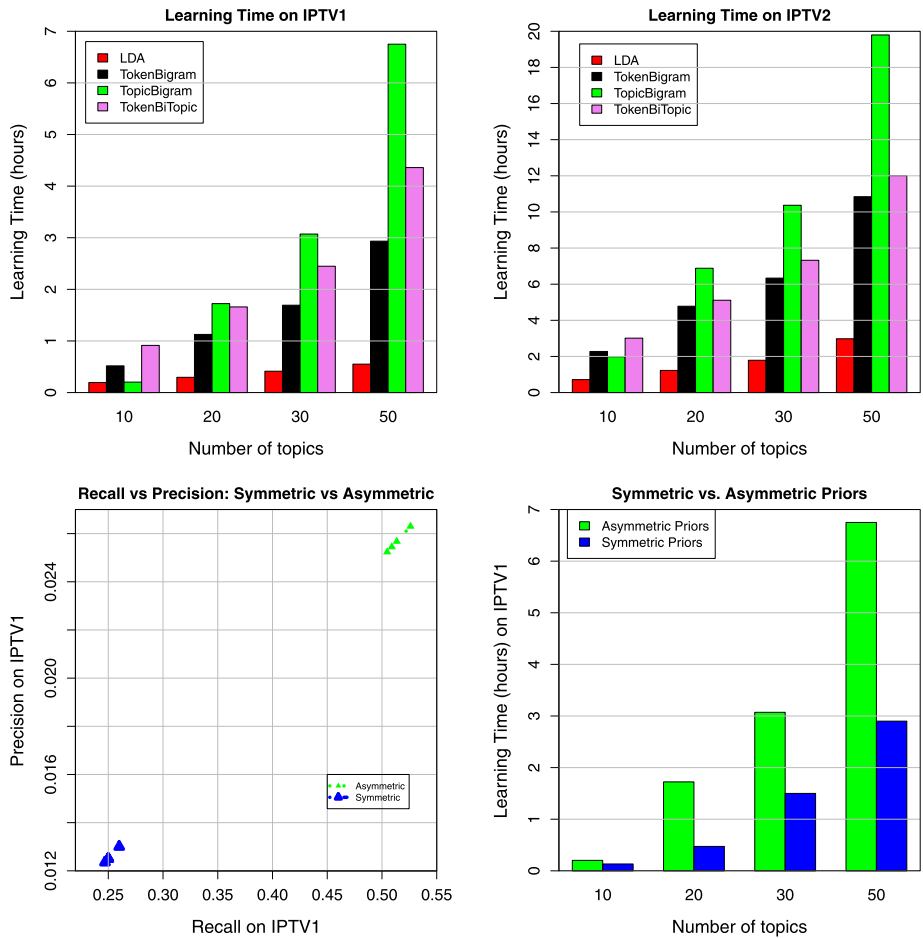 Learning Time on IPTV1
Learning Time (hours)
7
6
5
4
3
2
1
0
LDA
TokenBigram
TopicBigram
TokenBiTopic
10 20 30 50
Number of topics
Learning Time on IPTV2
Learning Time (hours)
20
18
16
14
12
10
8
6
4
2
0
LDA
TokenBigram
TopicBigram
TokenBiTopic
10 20 30 50
Number of topics
Recall vs Precision: Symmetric vs Asymmetric
Precision on IPTV1
0.024
0.020
0.016
0.012
Asymmetric
Symmetric
0.25 0.30 0.35 0.40 0.45 0.50 0.55
Recall on IPTV1
Symmetric vs. Asymmetric Priors
Learning Time (hours) on IPTV1
7
6
5
4
3
2
1
0
Asymmetric Priors
Symmetric Priors
10 20 30 50
Number of topics